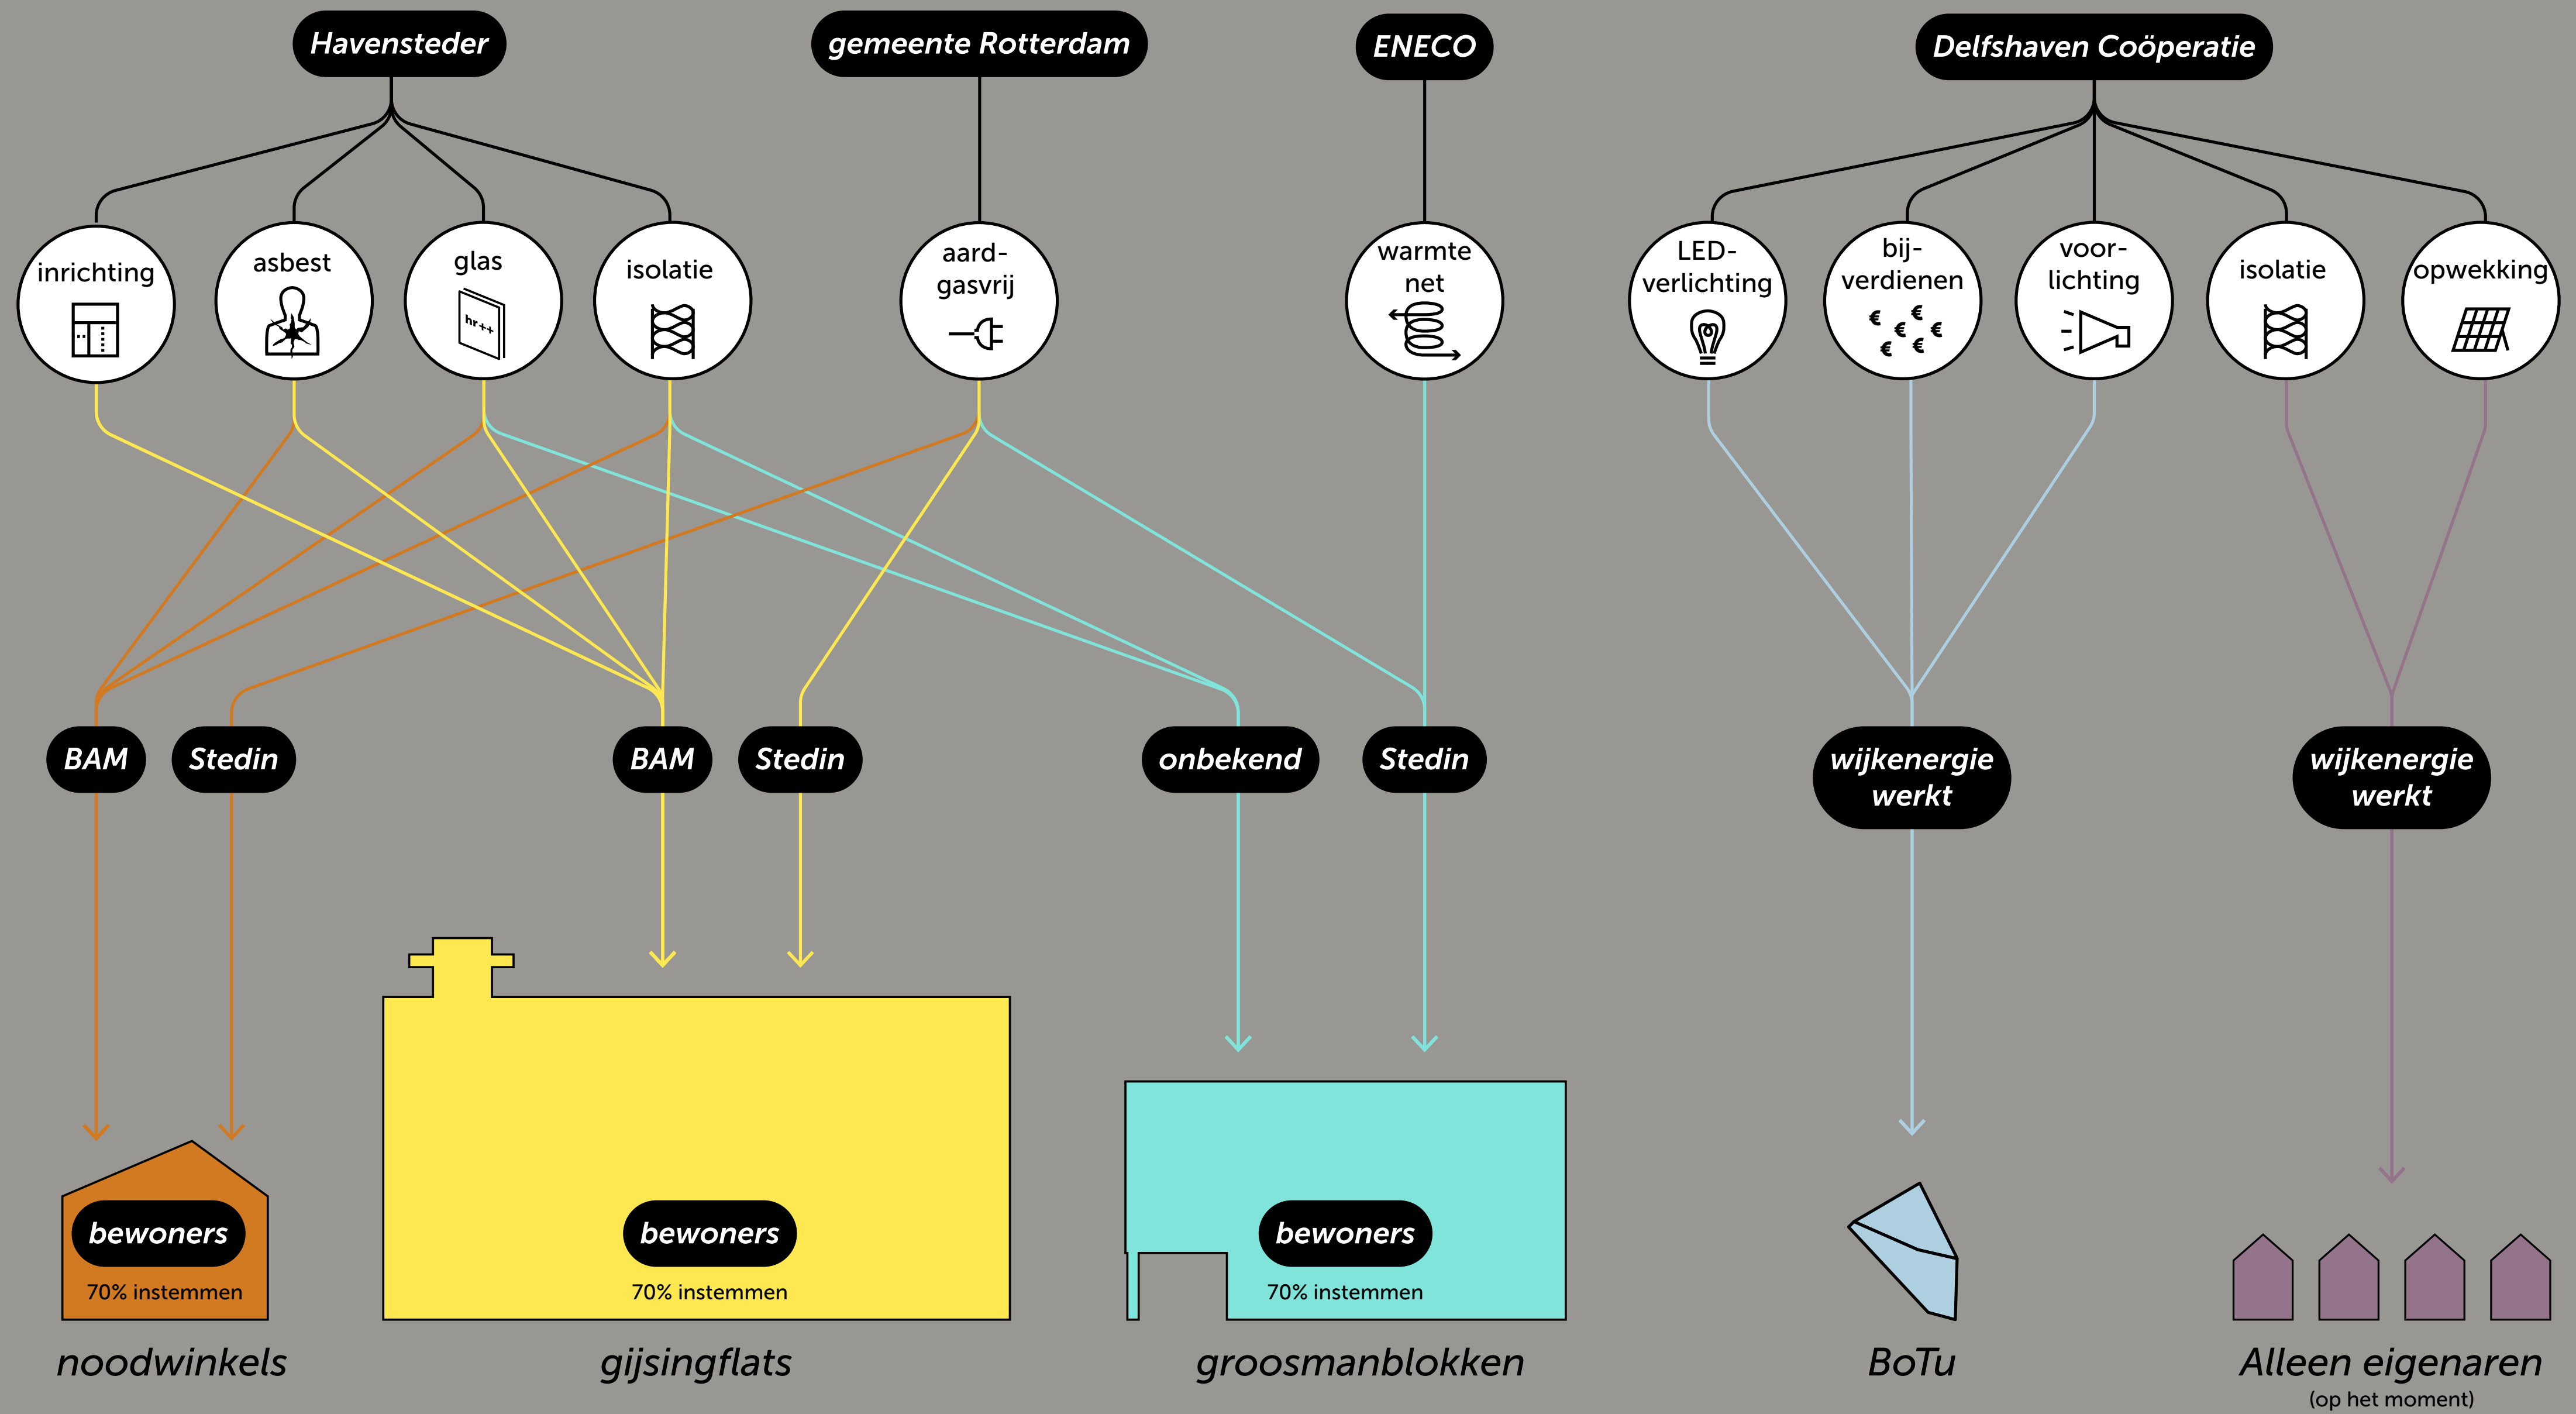 Havensteder
gemeente Rotterdam
ENECO
Delfshaven Coöperatie
inrichting
asbest
glas
hr++
isolatie
aard-
gasvrij
warmte
net
LED-
verlichting
bij-
verdienen
€ € € € € €
voor-
lichting
isolatie
opwekking
BAM
Stedin
BAM
Stedin
onbekend
Stedin
wijkenergie
werkt
wijkenergie
werkt
bewoners
70% instemmen
bewoners
70% instemmen
bewoners
70% instemmen
noodwinkels
gijsingflats
groosmanblokken
BoTu
Alleen eigenaren
(op het moment)